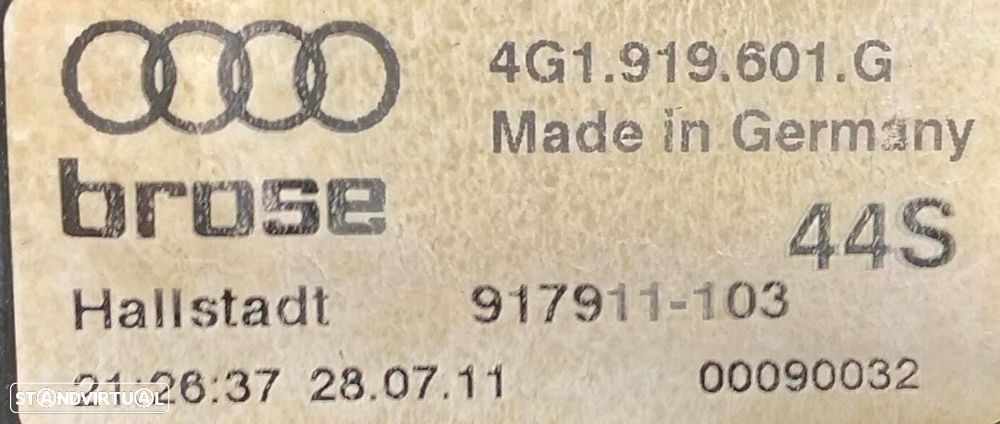 4G1.919.601.G
Made in Germany
brose
44S
Hallstadt 917911-103
21:26:37 28.07.11 00090032
STANDVIRTUAL